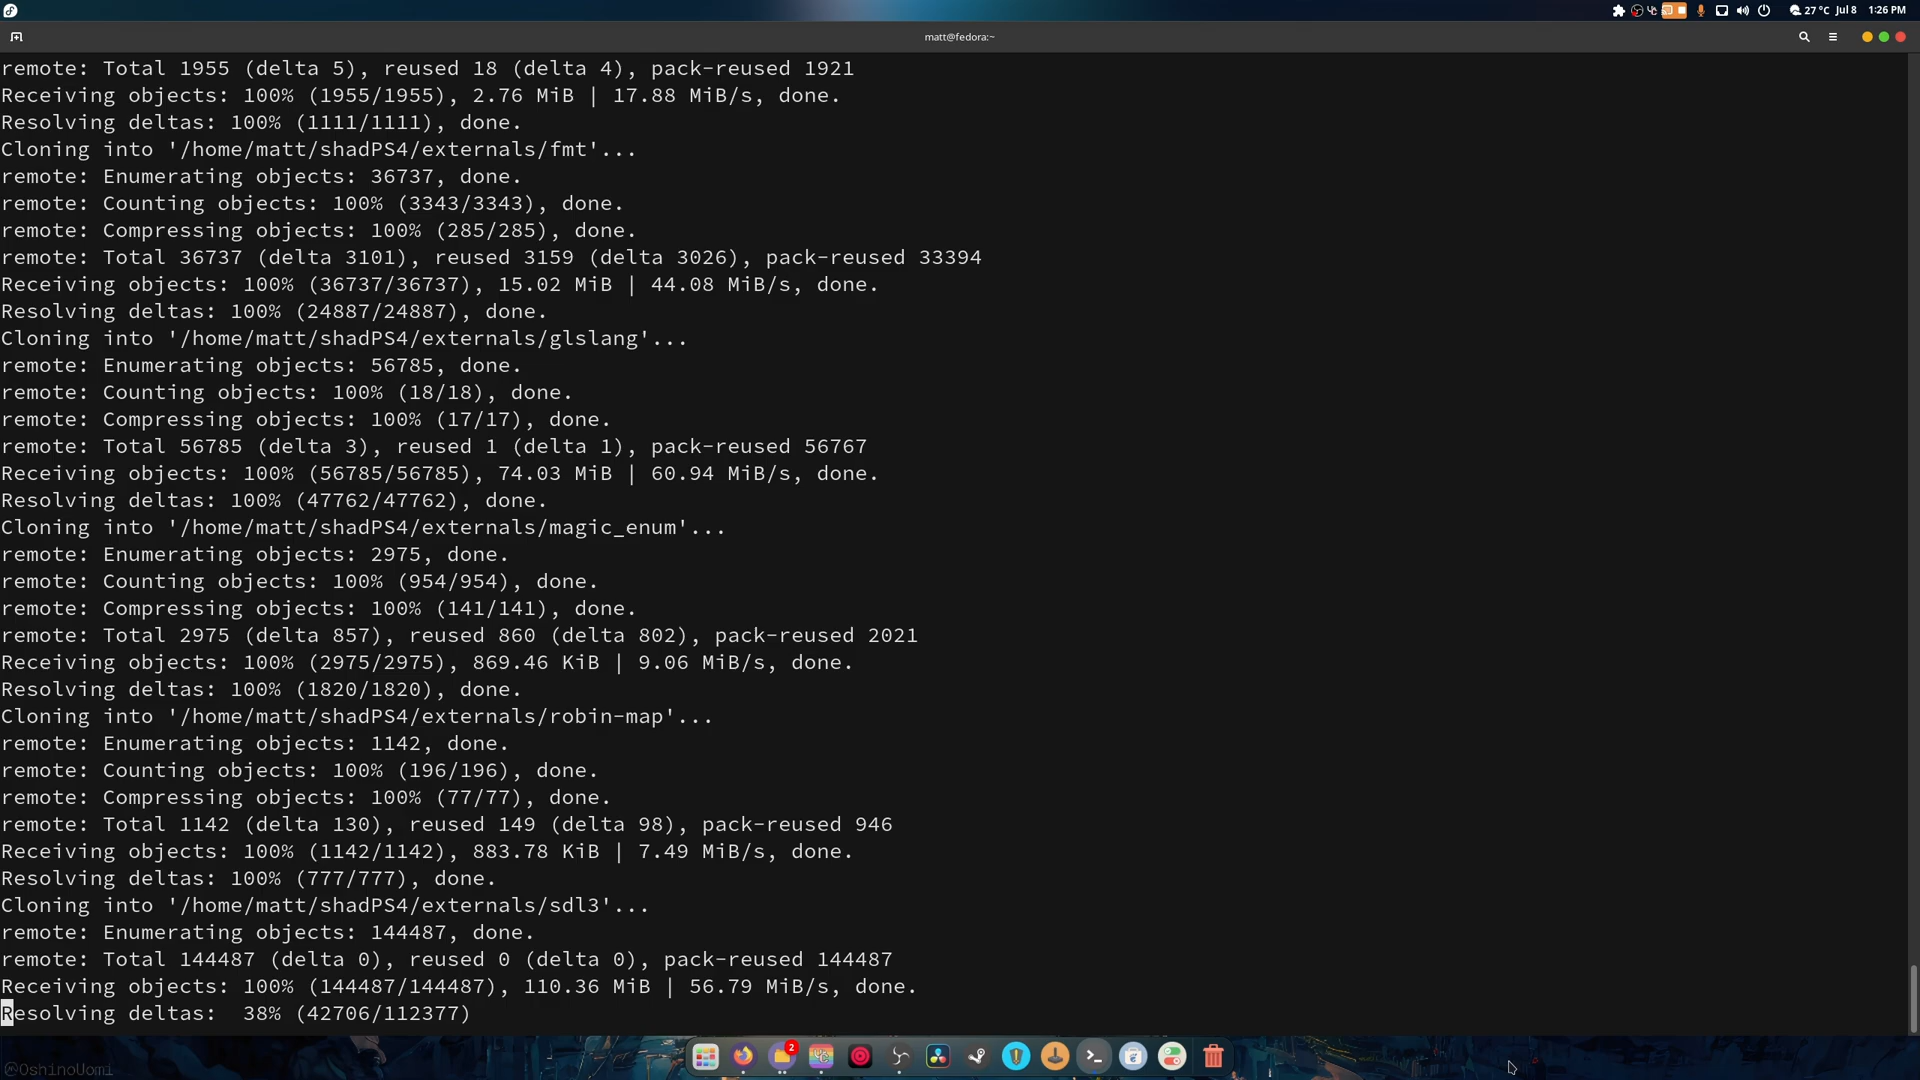 27 °C Jul 8 1:26 PM
matt@fedora:~
remote: Total 1955 (delta 5), reused 18 (delta 4), pack-reused 1921
Receiving objects: 100% (1955/1955), 2.76 MiB | 17.88 MiB/s, done.
Resolving deltas: 100% (1111/1111), done.
Cloning into '/home/matt/shadPS4/externals/fmt'...
remote: Enumerating objects: 36737, done.
remote: Counting objects: 100% (3343/3343), done.
remote: Compressing objects: 100% (285/285), done.
remote: Total 36737 (delta 3101), reused 3159 (delta 3026), pack-reused 33394
Receiving objects: 100% (36737/36737), 15.02 MiB | 44.08 MiB/s, done.
Resolving deltas: 100% (24887/24887), done.
Cloning into '/home/matt/shadPS4/externals/glslang'...
remote: Enumerating objects: 56785, done.
remote: Counting objects: 100% (18/18), done.
remote: Compressing objects: 100% (17/17), done.
remote: Total 56785 (delta 3), reused 1 (delta 1), pack-reused 56767
Receiving objects: 100% (56785/56785), 74.03 MiB | 60.94 MiB/s, done.
Resolving deltas: 100% (47762/47762), done.
Cloning into '/home/matt/shadPS4/externals/magic_enum'...
remote: Enumerating objects: 2975, done.
remote: Counting objects: 100% (954/954), done.
remote: Compressing objects: 100% (141/141), done.
remote: Total 2975 (delta 857), reused 860 (delta 802), pack-reused 2021
Receiving objects: 100% (2975/2975), 869.46 KiB | 9.06 MiB/s, done.
Resolving deltas: 100% (1820/1820), done.
Cloning into '/home/matt/shadPS4/externals/robin-map'...
remote: Enumerating objects: 1142, done.
remote: Counting objects: 100% (196/196), done.
remote: Compressing objects: 100% (77/77), done.
remote: Total 1142 (delta 130), reused 149 (delta 98), pack-reused 946
Receiving objects: 100% (1142/1142), 883.78 KiB | 7.49 MiB/s, done.
Resolving deltas: 100% (777/777), done.
Cloning into '/home/matt/shadPS4/externals/sdl3'...
remote: Enumerating objects: 144487, done.
remote: Total 144487 (delta 0), reused 0 (delta 0), pack-reused 144487
Receiving objects: 100% (144487/144487), 110.36 MiB | 56.79 MiB/s, done.
Resolving deltas:  38% (42706/112377)
2
@OshinoUomi